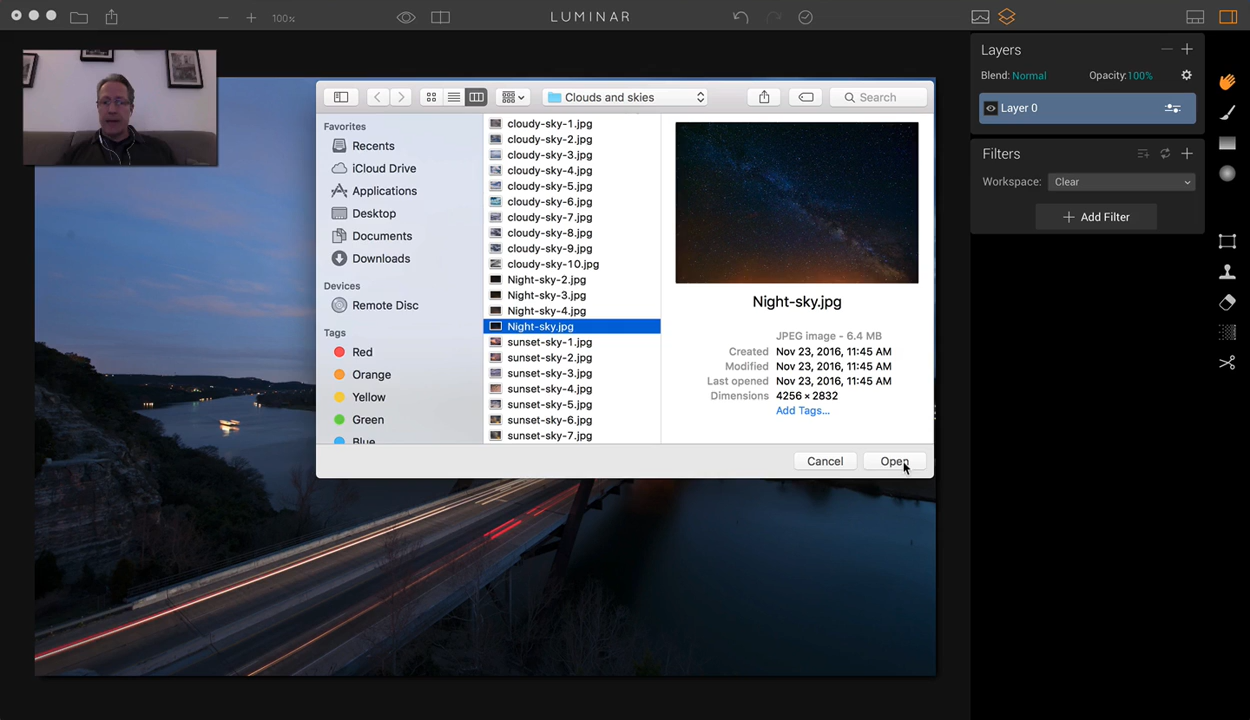 100%
LUMINAR
Layers
Blend: Normal
Opacity: 100%
Layer 0
Filters
Workspace: Clear
Add Filter
Clouds and skies
Search
Favorites
Recents
iCloud Drive
Applications
Desktop
Documents
Downloads
Devices
Remote Disc
Tags
Red
Orange
Yellow
Green
Blue
cloudy-sky-1.jpg
cloudy-sky-2.jpg
cloudy-sky-3.jpg
cloudy-sky-4.jpg
cloudy-sky-5.jpg
cloudy-sky-6.jpg
cloudy-sky-7.jpg
cloudy-sky-8.jpg
cloudy-sky-9.jpg
cloudy-sky-10.jpg
Night-sky-2.jpg
Night-sky-3.jpg
Night-sky-4.jpg
Night-sky.jpg
sunset-sky-1.jpg
sunset-sky-2.jpg
sunset-sky-3.jpg
sunset-sky-4.jpg
sunset-sky-5.jpg
sunset-sky-6.jpg
sunset-sky-7.jpg
Night-sky.jpg
JPEG image - 6.4 MB
Created Nov 23, 2016, 11:45 AM
Modified Nov 23, 2016, 11:45 AM
Last opened Nov 23, 2016, 11:45 AM
Dimensions 4256 × 2832
Add Tags...
Cancel
Open